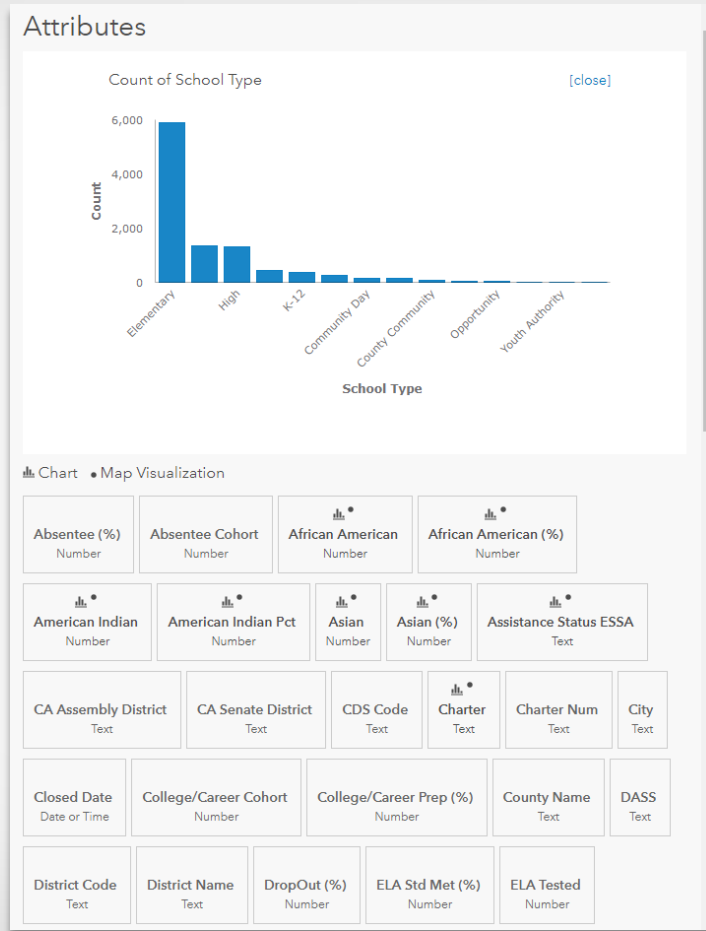 Attributes
Count of School Type
[close]
6,000
4,000
2,000
0
Count
Elementary
High
K-12
Community Day
County Community
Opportunity
Youth Authority
School Type
Chart
Map Visualization
Absentee (%)
Number
Absentee Cohort
Number
African American
Number
African American (%)
Number
American Indian
Number
American Indian Pct
Number
Asian
Number
Asian (%)
Number
Assistance Status ESSA
Text
CA Assembly District
Text
CA Senate District
Text
CDS Code
Text
Charter
Text
Charter Num
Text
City
Text
Closed Date
Date or Time
College/Career Cohort
Number
College/Career Prep (%)
Number
County Name
Text
DASS
Text
District Code
Text
District Name
Text
DropOut (%)
Number
ELA Std Met (%)
Number
ELA Tested
Number